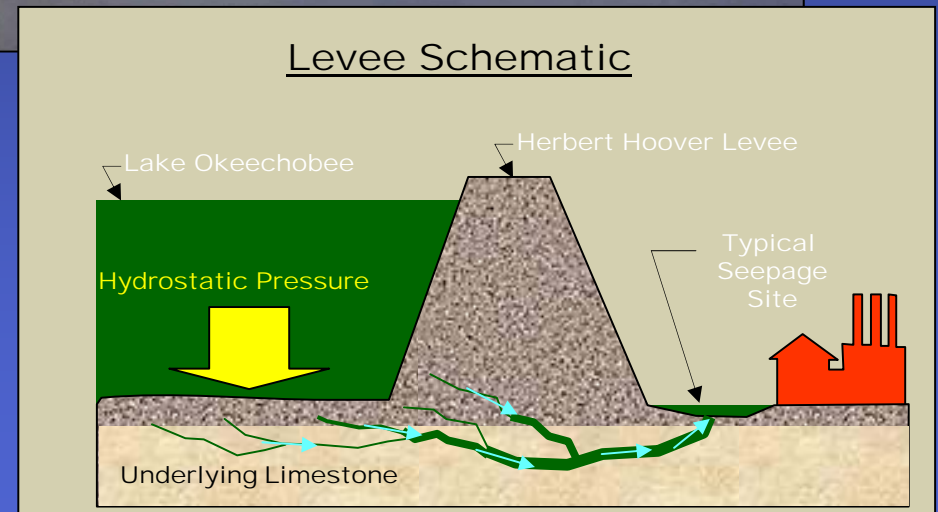 Levee Schematic
Herbert Hoover Levee
Lake Okeechobee
Typical
Seepage
Site
Hydrostatic Pressure
Underlying Limestone